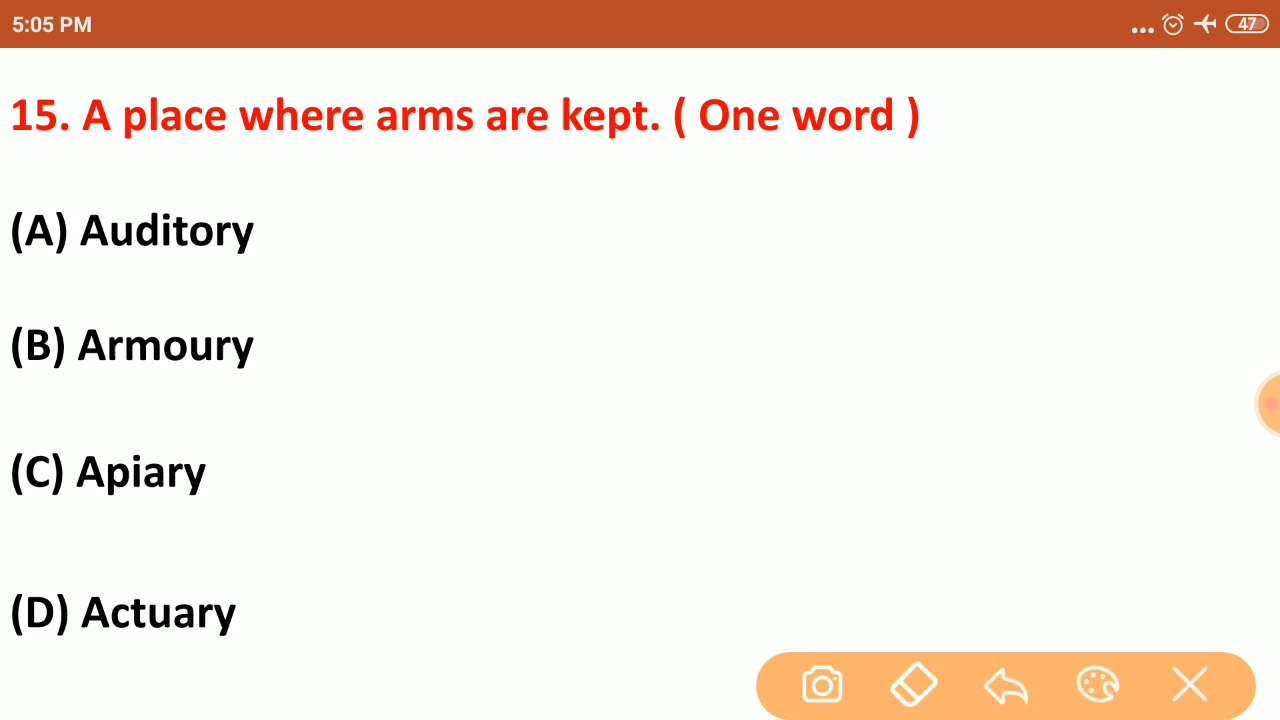 5:05 PM
47
15. A place where arms are kept. ( One word )
(A) Auditory
(B) Armoury
(C) Apiary
(D) Actuary